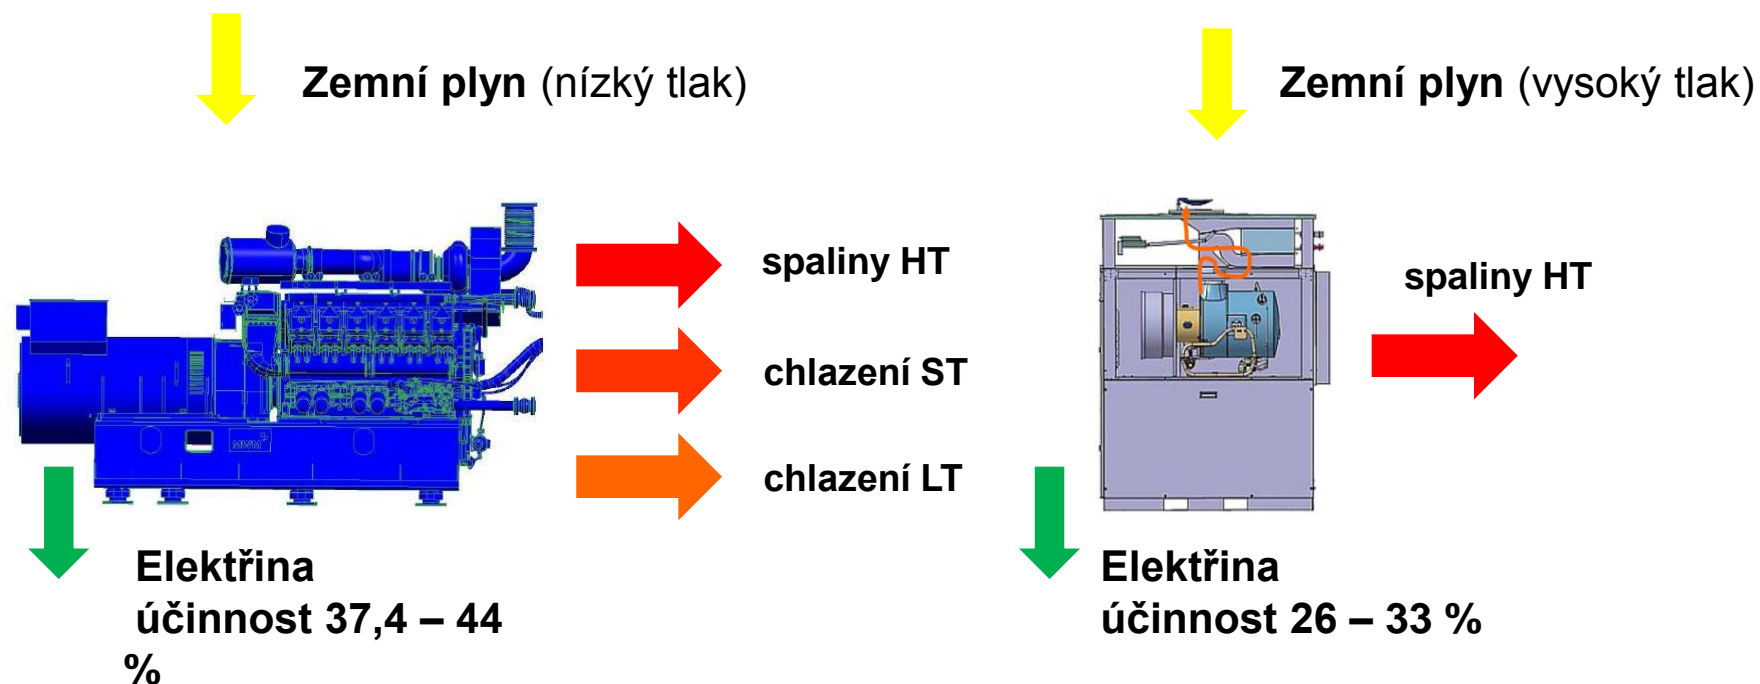 Zemní plyn (nízký tlak)
spaliny HT
chlazení ST
chlazení LT
MWM
Elektřina
účinnost 37,4 – 44
%
Zemní plyn (vysoký tlak)
spaliny HT
Elektřina
účinnost 26 – 33 %